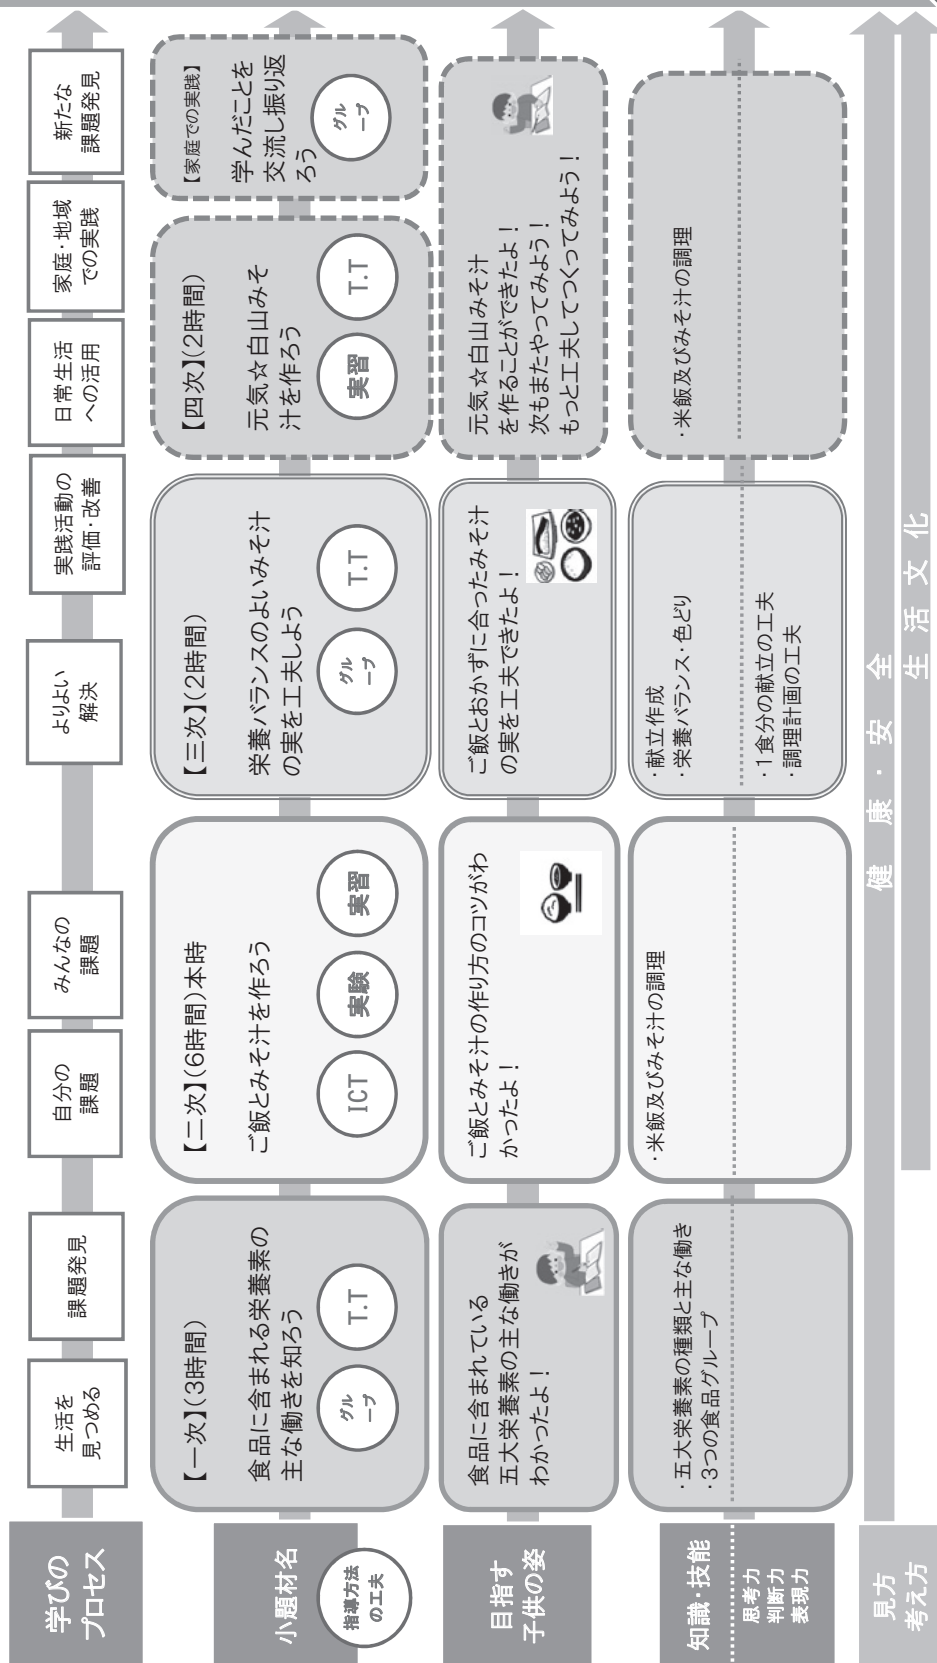 学びの
プロセス
生活を
見つめる
課題発見
自分の
課題
みんなの
課題
よりよい
解決
実践活動の
評価・改善
日常生活
への活用
家庭・地域
での実践
新たな
課題発見
小題材名
指導方法
の工夫
【一次】(3時間)
食品に含まれる栄養素の
主な働きを知ろう
グル
ープ
T.T
【二次】(6時間)本時
ご飯とみそ汁を作ろう
ICT
実験
実習
【三次】(2時間)
栄養バランスのよいみそ汁
の実を工夫しよう
グル
ープ
T.T
【四次】(2時間)
元気☆白山みそ
汁を作ろう
実習
T.T
【家庭での実践】
学んだことを
交流し振り返
ろう
グル
ープ
目指す
子供の姿
食品に含まれている
五大栄養素の主な働きが
わかったよ！
ご飯とみそ汁の作り方のコツがわ
かったよ！
ご飯とおかずに合ったみそ汁
の実を工夫できたよ！
元気☆白山みそ汁
を作ることができたよ！
次もまたやってみよう！
もっと工夫してつくってみよう！
知識・技能
思考力
判断力
表現力
・五大栄養素の種類と主な働き
・3つの食品グループ
・米飯及びみそ汁の調理
・献立作成
・栄養バランス・色どり
・1食分の献立の工夫
・調理計画の工夫
・米飯及びみそ汁の調理
見方
考え方
健康・安全
生活文化